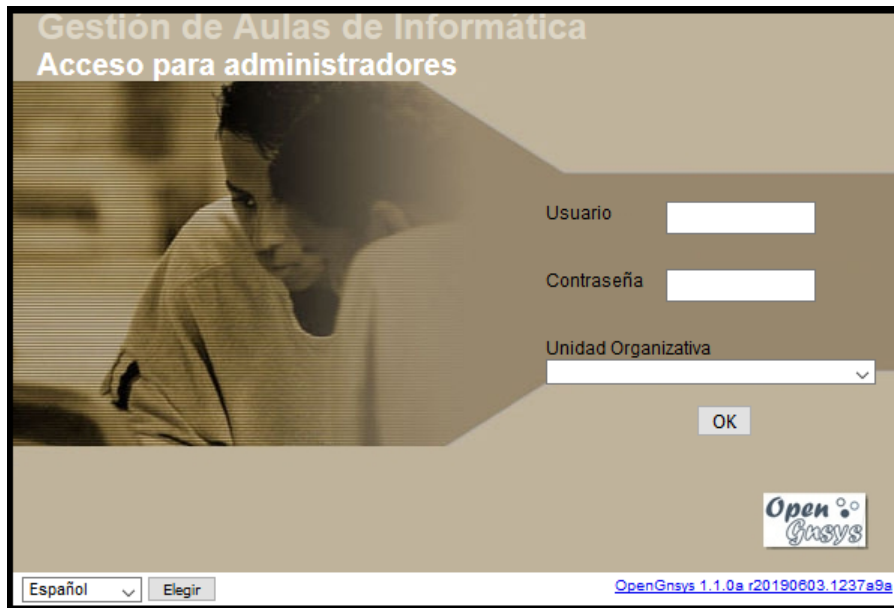 Gestión de Aulas de Informática
Acceso para administradores
Usuario
Contraseña
Unidad Organizativa
OK
Open
Gnsys
Español
Elegir
OpenGnsys 1.1.0a r20190603.1237a9a